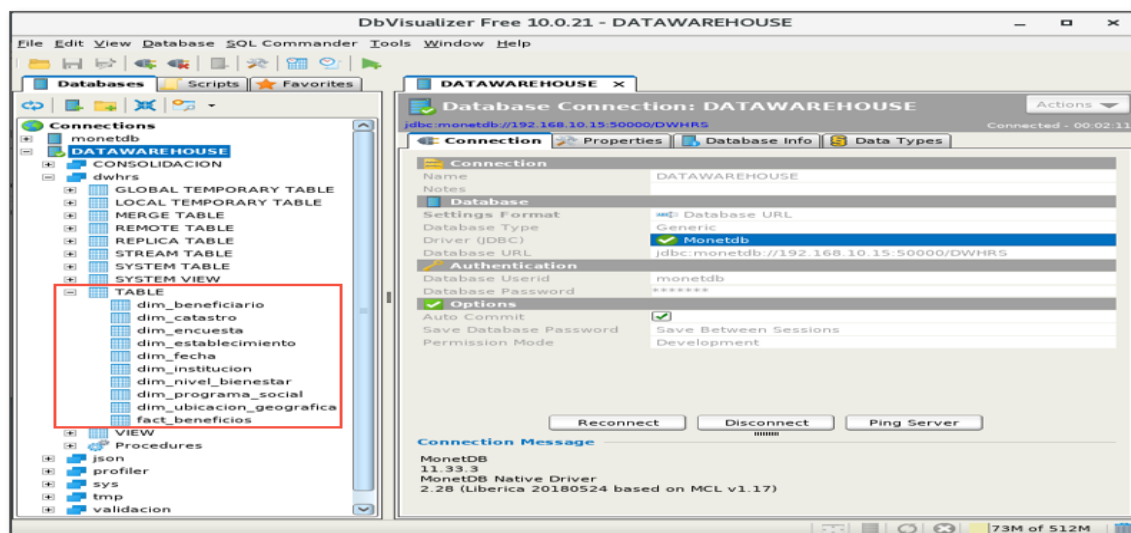 DbVisualizer Free 10.0.21 - DATAWAREHOUSE
File Edit View Database SQL Commander Tools Window Help
Databases Scripts Favorites
Connections
monetdb
DATAWAREHOUSE
CONSOLIDACION
dwhrs
GLOBAL TEMPORARY TABLE
LOCAL TEMPORARY TABLE
MERGE TABLE
REMOTE TABLE
REPLICA TABLE
STREAM TABLE
SYSTEM TABLE
SYSTEM VIEW
TABLE
dim_beneficiario
dim_catastro
dim_encuesta
dim_establecimiento
dim_fecha
dim_institucion
dim_nivel_bienestar
dim_programa_social
dim_ubicacion_geografica
fact_beneficios
VIEW
Procedures
json
profiler
sys
tmp
validacion
DATAWAREHOUSE
Database Connection: DATAWAREHOUSE Actions
jdbc:monetdb://192.168.10.15:50000/DWHRS Connected - 00:02:11
Connection Properties Database Info Data Types
Connection
Name DATAWAREHOUSE
Notes
Database
Settings Format Database URL
Database Type Generic
Driver (JDBC) Monetdb
Database URL jdbc:monetdb://192.168.10.15:50000/DWHRS
Authentication
Database Userid monetdb
Database Password *******
Options
Auto Commit
Save Database Password Save Between Sessions
Permission Mode Development
Reconnect Disconnect Ping Server
Connection Message
MonetDB
11.33.3
MonetDB Native Driver
2.28 (Liberica 20180524 based on MCL v1.17)
73M of 512M